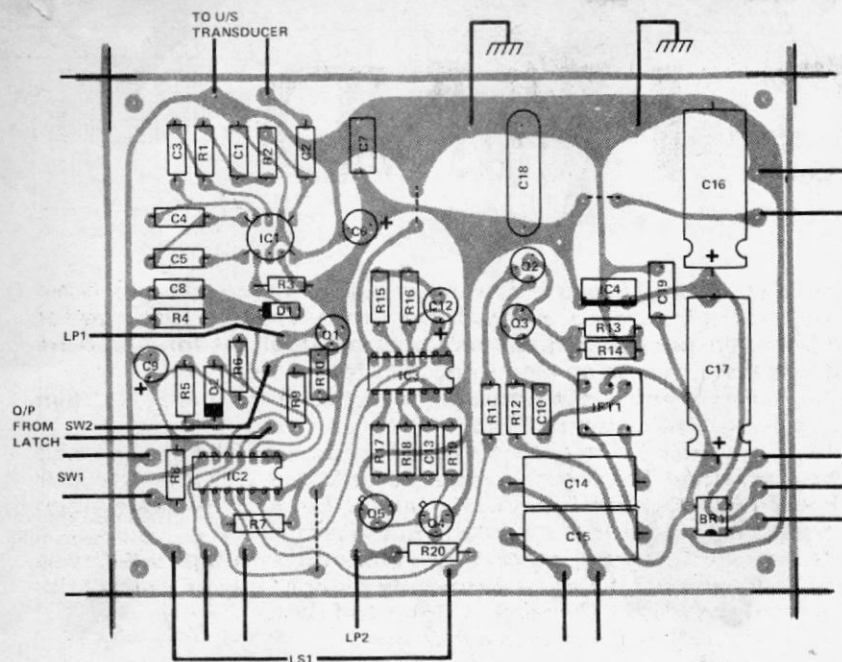 TO U/S
TRANSDUCER
C3 R1 C1 R2 C2 C7
C18
C16
C4
IC1
C6 +
C5
Q2
C8 R3 R15 R16 C12 IC4 C19
+
R4 D1 +
LP1 Q1 Q3 R13
R14
C9 R6 R10 C17
+ R5 D2 R9 R11 R12 C10 IFT1
O/P
FROM
LATCH SW2
R17 R18 C13 R19
+
SW1 R8 IC2 C14
R7 Q5 Q4 C15 BR1
R20
LP2
LS1